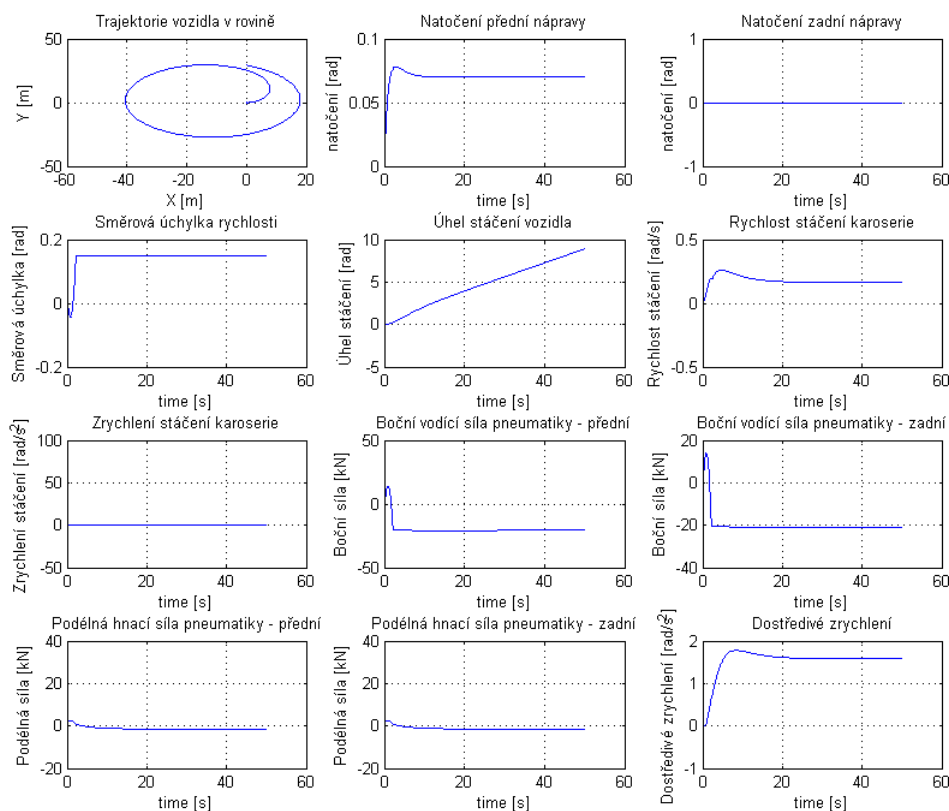 Trajektorie vozidla v rovině
50
0
-50
Y [m]
-60
-40
-20
0
20
X [m]
Natočení přední nápravy
0.1
0.05
0
natočení [rad]
0
20
40
60
time [s]
Natočení zadní nápravy
1
0
-1
natočení [rad]
0
20
40
60
time [s]
Směrová úchylka rychlosti
0.2
0
-0.2
Směrová úchylka [rad]
0
20
40
60
time [s]
Úhel stáčení vozidla
10
5
0
-5
Úhel stáčení [rad]
0
20
40
60
time [s]
Rychlost stáčení karoserie
0.5
0
-0.5
Rychlost stáčení [rad/s]
0
20
40
60
time [s]
Zrychlení stáčení karoserie
100
50
0
-50
Zrychlení stáčení [rad/s²]
0
20
40
60
time [s]
Boční vodící síla pneumatiky - přední
50
0
-50
Boční síla [kN]
0
20
40
60
time [s]
Boční vodící síla pneumatiky - zadní
20
0
-20
-40
Boční síla [kN]
0
20
40
60
time [s]
Podélná hnací síla pneumatiky - přední
40
20
0
-20
Podélná síla [kN]
0
20
40
60
time [s]
Podélná hnací síla pneumatiky - zadní
40
20
0
-20
Podélná síla [kN]
0
20
40
60
time [s]
Dostředivé zrychlení
2
1
0
-1
Dostředivé zrychlení [rad/s²]
0
20
40
60
time [s]